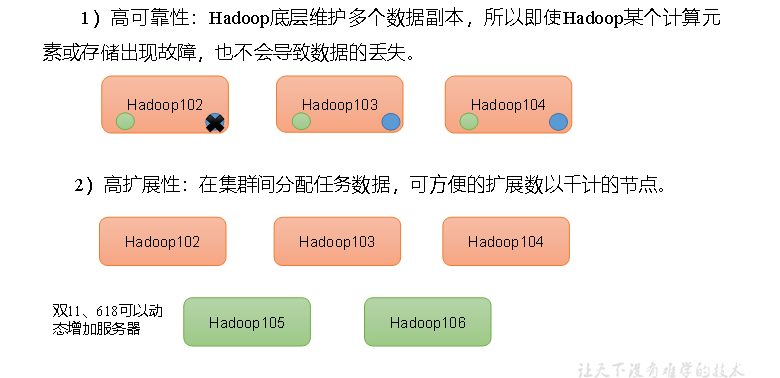 1）高可靠性：Hadoop底层维护多个数据副本，所以即使Hadoop某个计算元
素或存储出现故障，也不会导致数据的丢失。
Hadoop102
Hadoop103
Hadoop104
2）高扩展性：在集群间分配任务数据，可方便的扩展数以千计的节点。
Hadoop102
Hadoop103
Hadoop104
双11、618可以动
态增加服务器
Hadoop105
Hadoop106
让天下没有难学的技术